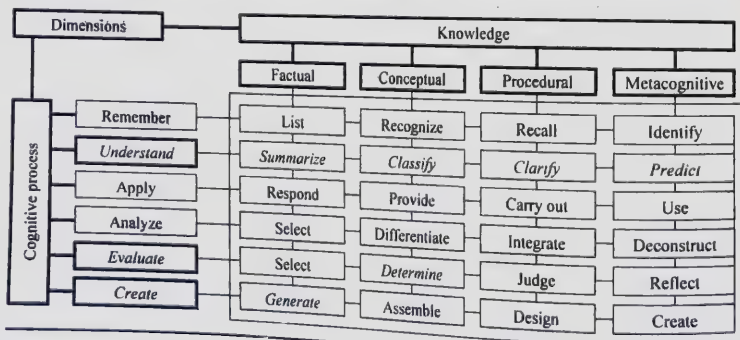 Dimensions
Knowledge
Factual Conceptual Procedural Metacognitive
Cognitive process
Remember List Recognize Recall Identify
Understand Summarize Classify Clarify Predict
Apply Respond Provide Carry out Use
Analyze Select Differentiate Integrate Deconstruct
Evaluate Select Determine Judge Reflect
Create Generate Assemble Design Create